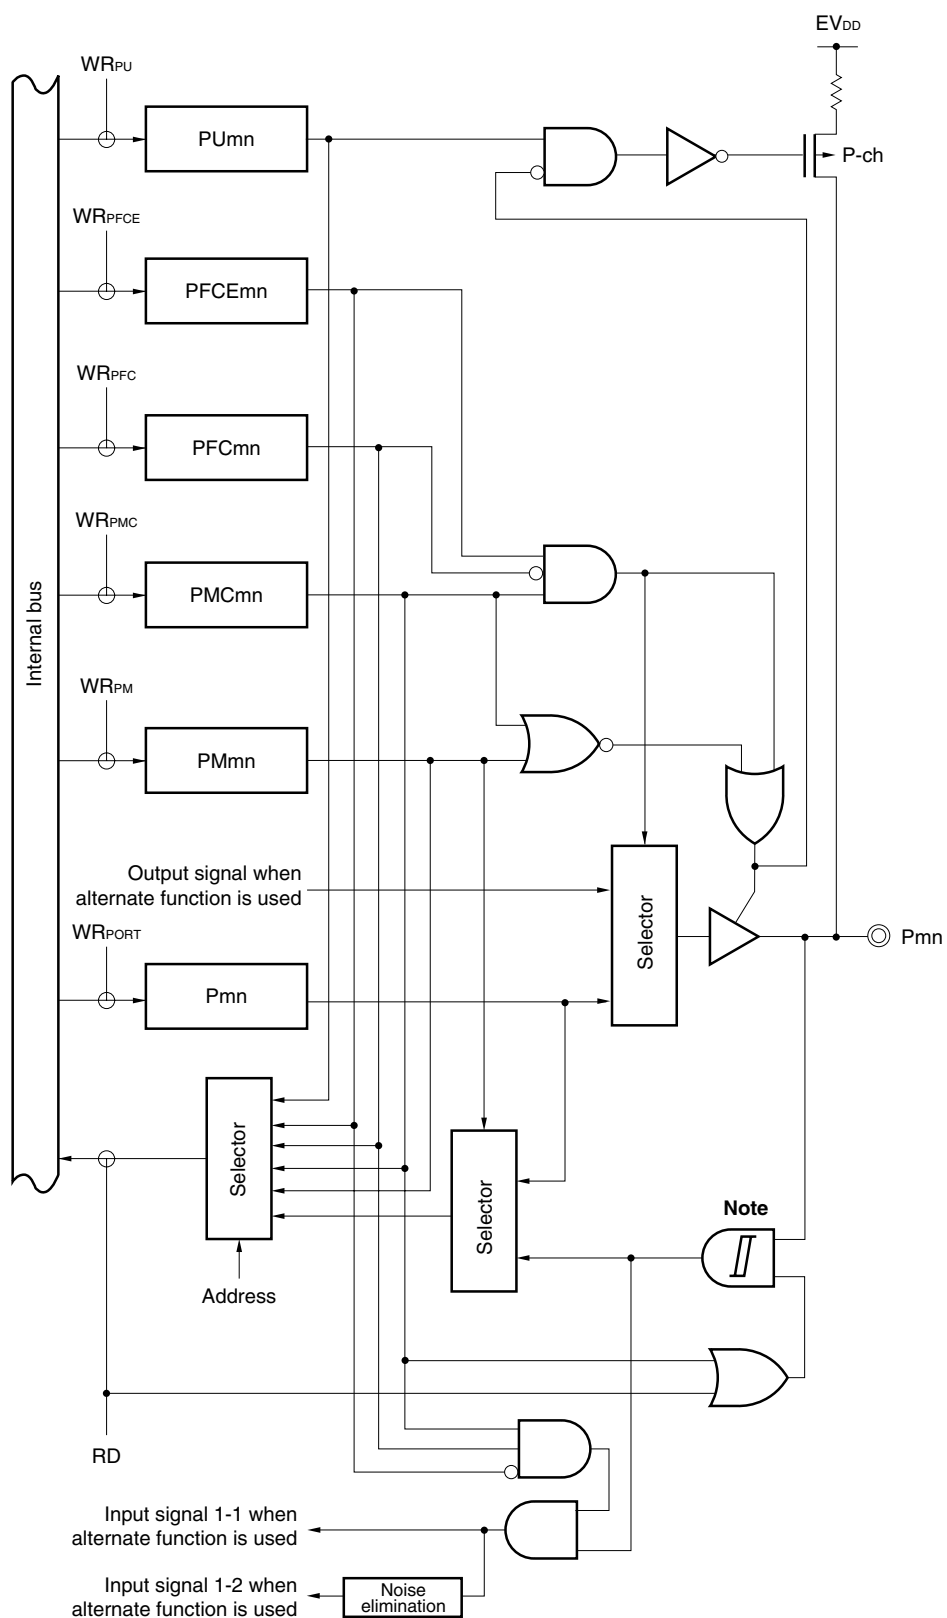 EVDD
WRPU
PUmn
P-ch
WRPFCE
PFCEmn
WRPFC
PFCmn
WRPMC
PMCmn
Internal bus
WRPM
PMmn
Output signal when
alternate function is used
Selector
Pmn
WRPORT
Pmn
Selector
Selector
Note
Address
RD
Input signal 1-1 when
alternate function is used
Input signal 1-2 when
alternate function is used
Noise
elimination